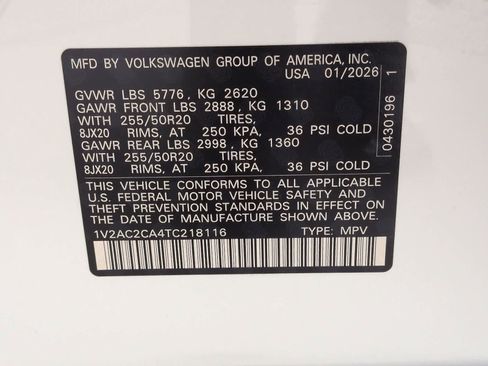 MFD BY VOLKSWAGEN GROUP OF AMERICA, INC.
USA 01/2026
GVWR LBS 5776, KG 2620
GAWR FRONT LBS 2888, KG 1310
WITH 255/50R20 TIRES,
8JX20 RIMS, AT 250 KPA, 36 PSI COLD
GAWR REAR LBS 2998, KG 1360
WITH 255/50R20 TIRES,
8JX20 RIMS, AT 250 KPA, 36 PSI COLD
THIS VEHICLE CONFORMS TO ALL APPLICABLE
U.S. FEDERAL MOTOR VEHICLE SAFETY AND
THEFT PREVENTION STANDARDS IN EFFECT ON
THE DATE OF MANUFACTURE SHOWN ABOVE.
1V2AC2CA4TC218116 TYPE: MPV
0430196 1